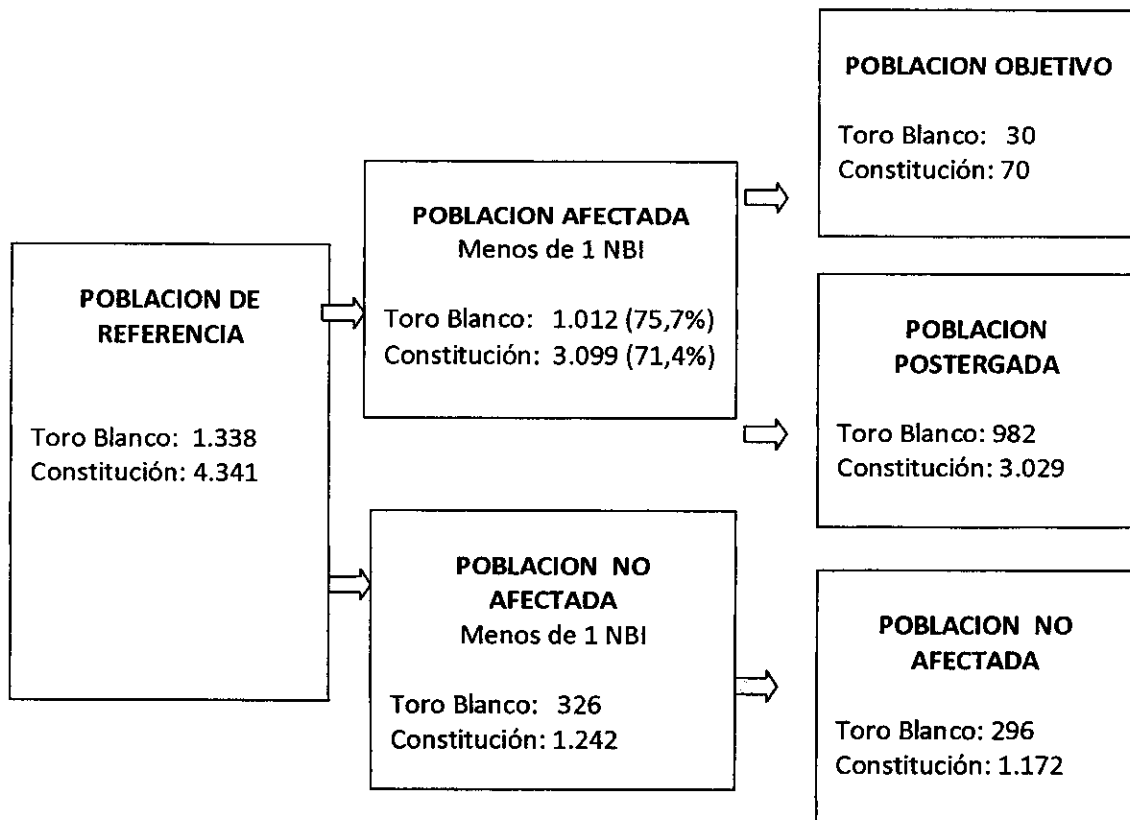 POBLACION DE
REFERENCIA
Toro Blanco: 1.338
Constitución: 4.341
POBLACION AFECTADA
Menos de 1 NBI
Toro Blanco: 1.012 (75,7%)
Constitución: 3.099 (71,4%)
POBLACION NO
AFECTADA
Menos de 1 NBI
Toro Blanco: 326
Constitución: 1.242
POBLACION OBJETIVO
Toro Blanco: 30
Constitución: 70
POBLACION
POSTERGADA
Toro Blanco: 982
Constitución: 3.029
POBLACION NO
AFECTADA
Toro Blanco: 296
Constitución: 1.172